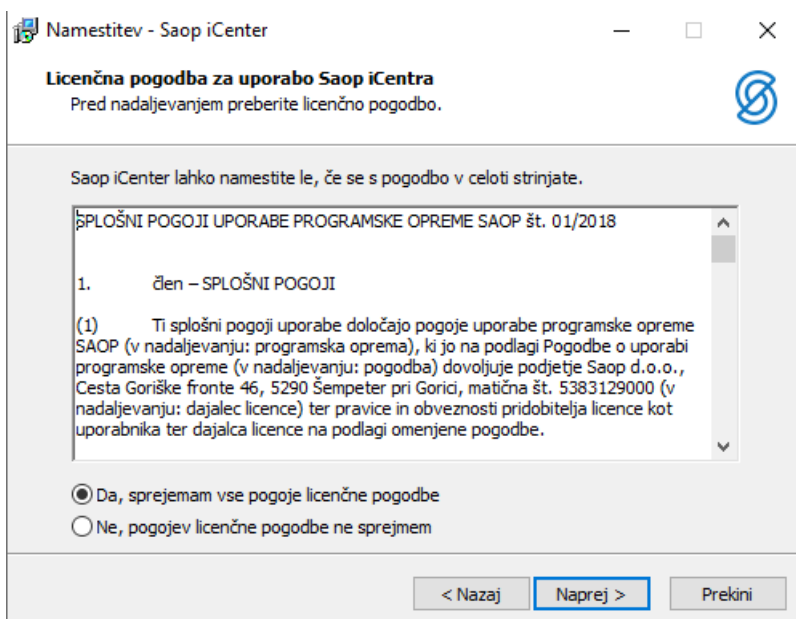 Namestitev - Saop iCenter
Licenčna pogodba za uporabo Saop iCentra
Pred nadaljevanjem preberite licenčno pogodbo.
Saop iCenter lahko namestite le, če se s pogodbo v celoti strinjate.
SPLOŠNI POGOJI UPORABE PROGRAMSKE OPREME SAOP št. 01/2018
1. člen – SPLOŠNI POGOJI
(1) Ti splošni pogoji uporabe določajo pogoje uporabe programske opreme
SAOP (v nadaljevanju: programska oprema), ki jo na podlagi Pogodbe o uporabi
programske opreme (v nadaljevanju: pogodba) dovoljuje podjetje Saop d.o.o.,
Cesta Goriške fronte 46, 5290 Šempeter pri Gorici, matična št. 5383129000 (v
nadaljevanju: dajalec licence) ter pravice in obveznosti pridobitelja licence kot
uporabnika ter dajalca licence na podlagi omenjene pogodbe.
Da, sprejemam vse pogoje licenčne pogodbe
Ne, pogojev licenčne pogodbe ne sprejmem
< Nazaj
Naprej >
Prekini